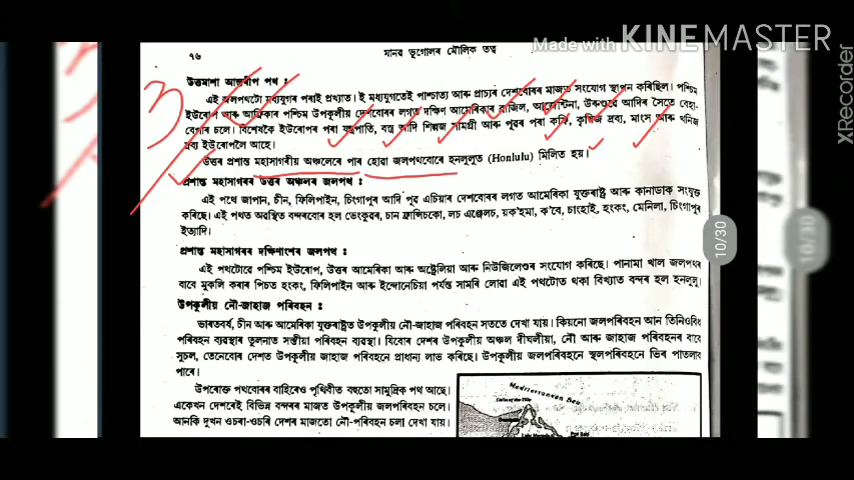 Made with KINEMASTER
XRecorder
৭৬
মানৱ ভূগোলৰ মৌলিক তত্ব
উত্তমাশা আন্তৰীপ পথ :
এই জলপথটো মধ্যযুগৰ পৰাই প্ৰখ্যাত। ই মধ্যযুগতেই পাশ্চাত্য আৰু প্ৰাচ্যৰ দেশবোৰৰ মাজত সংযোগ স্থাপন কৰিছিল। পশ্চিম
ইউৰোপ আৰু আফ্ৰিকাৰ পশ্চিম উপকূলীয় দেশবোৰৰ লগত দক্ষিণ আমেৰিকাৰ ব্ৰাজিল, আৰ্জেন্টিনা, উৰুগুৱে আদিৰ সৈতে বেহা-
বেপাৰ চলে। বিশেষকৈ ইউৰোপৰ পৰা যন্ত্ৰপাতি, বস্ত্ৰ আদি শিল্পজ সামগ্ৰী আৰু পূৱৰ পৰা কফি, কৃষিজ দ্ৰব্য, মাংস আৰু খনিজ
দ্ৰব্য ইউৰোপলৈ আহে।
উত্তৰ প্ৰশান্ত মহাসাগৰীয় অঞ্চলেৰে পাৰ হোৱা জলপথবোৰে হনলুলুত (Honlulu) মিলিত হয়।
প্ৰশান্ত মহাসাগৰৰ উত্তৰ অঞ্চলৰ জলপথ :
এই পথে জাপান, চীন, ফিলিপাইন, চিংগাপুৰ আদি পূৱ এচিয়াৰ দেশবোৰৰ লগত আমেৰিকা যুক্তৰাষ্ট্ৰ আৰু কানাডাক সংযুক্ত
কৰিছে। এই পথত অৱস্থিত বন্দৰবোৰ হল ভেংকুৱৰ, চান ফ্ৰান্সিচকো, লচ এঞ্জেলচ, য়ক'হমা, ক'বৈ, চাংহাই, হংকং, মেনিলা, চিংগাপুৰ
ইত্যাদি।
প্ৰশান্ত মহাসাগৰৰ দক্ষিণাংশৰ জলপথ :
এই পথটোৱে পশ্চিম ইউৰোপ, উত্তৰ আমেৰিকা আৰু অষ্ট্ৰেলিয়া আৰু নিউজিলেণ্ডৰ সংযোগ কৰিছে। পানামা খাল জলপথৰ
বাবে মুকলি কৰাৰ পিচত হংকং, ফিলিপাইন আৰু ইন্দোনেচিয়া পৰ্যন্ত সামৰি লোৱা এই পথটোত থকা বিখ্যাত বন্দৰ হল হনলুলু।
উপকূলীয় নৌ-জাহাজ পৰিবহন :
ভাৰতবৰ্ষ, চীন আৰু আমেৰিকা যুক্তৰাষ্ট্ৰত উপকূলীয় নৌ-জাহাজ পৰিবহন সততে দেখা যায়। কিয়নো জলপৰিবহন আন তিনিওবিধ
পৰিবহন ব্যৱস্থাৰ তুলনাত সস্তীয়া পৰিবহন ব্যৱস্থা। যিবোৰ দেশৰ উপকূলীয় অঞ্চল দীঘলীয়া, নৌ আৰু জাহাজ পৰিবহনৰ বাবে
সুচল, তেনেবোৰ দেশত উপকূলীয় জাহাজ পৰিবহনে প্ৰাধান্য লাভ কৰিছে। উপকূলীয় জলপৰিবহনে স্থলপৰিবহনে ভিৰ পাতলাব
পাৰে।
উপৰোক্ত পথবোৰৰ বাহিৰেও পৃথিৱীত বহুতো সামুদ্ৰিক পথ আছে।
একেখন দেশৰেই বিভিন্ন বন্দৰৰ মাজত উপকূলীয় জলপৰিবহন চলে।
আনকি দুখন ওচৰা-ওচৰি দেশৰ মাজতো নৌ-পৰিবহন চলা দেখা যায়।
Mediterranean Sea
3
10/30
10/30